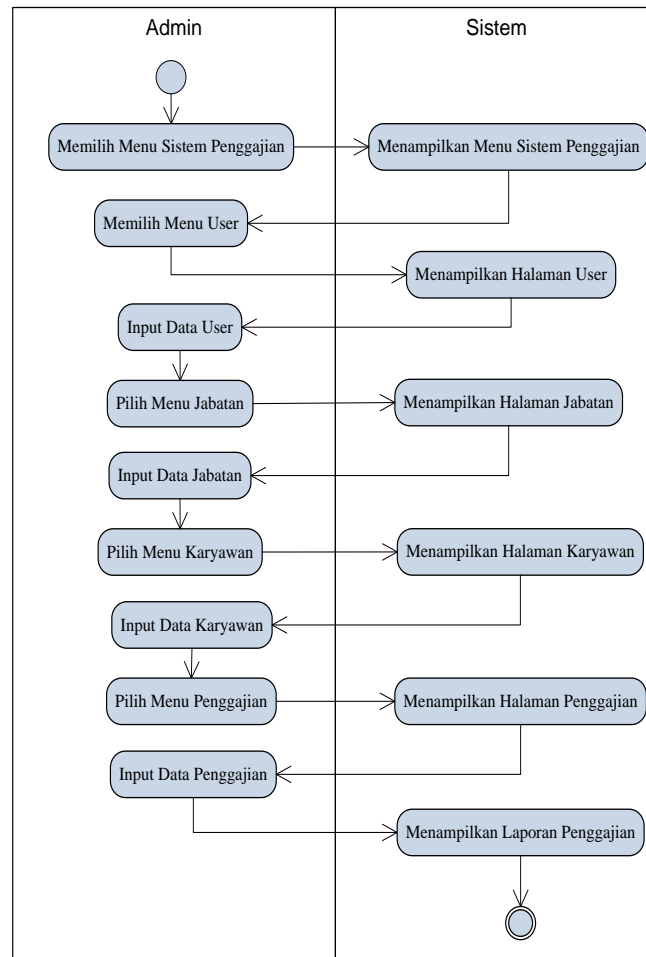 Admin
Sistem
Memilih Menu Sistem Penggajian
Menampilkan Menu Sistem Penggajian
Memilih Menu User
Menampilkan Halaman User
Input Data User
Pilih Menu Jabatan
Menampilkan Halaman Jabatan
Input Data Jabatan
Pilih Menu Karyawan
Menampilkan Halaman Karyawan
Input Data Karyawan
Pilih Menu Penggajian
Menampilkan Halaman Penggajian
Input Data Penggajian
Menampilkan Laporan Penggajian